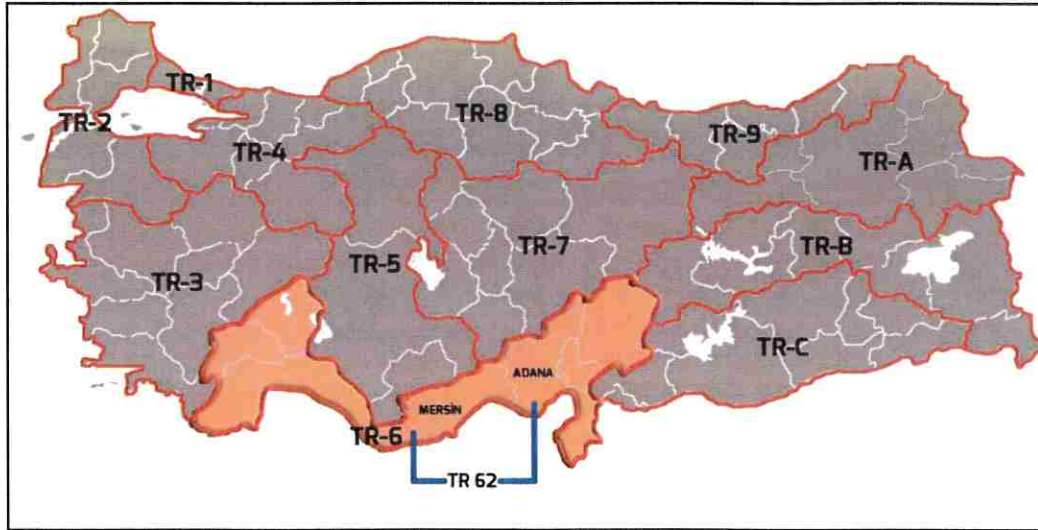 TR-1
TR-2
TR-8
TR-4
TR-9
TR-A
TR-3
TR-5
TR-7
TR-B
TR-C
ADANA
MERSİN
TR-6
TR 62